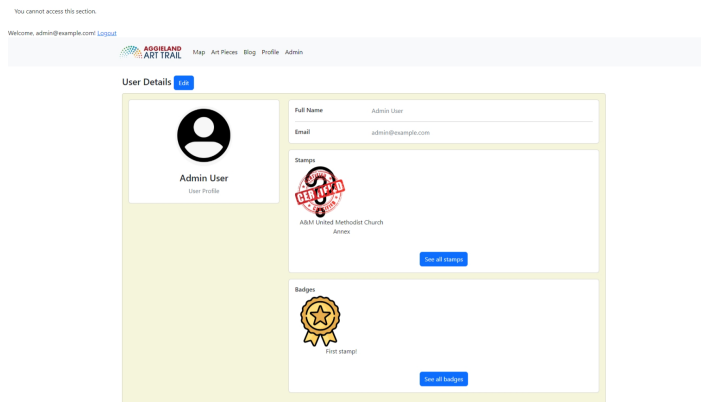 You cannot access this section.
Welcome, admin@example.com! Logout
AGGIELAND
ART TRAIL
Map Art Pieces Blog Profile Admin
User Details Edit
Full Name Admin User
Email admin@example.com
Admin User
User Profile
Stamps
CERTIFIED
A&M United Methodist Church
Annex
See all stamps
Badges
First stamp!
See all badges